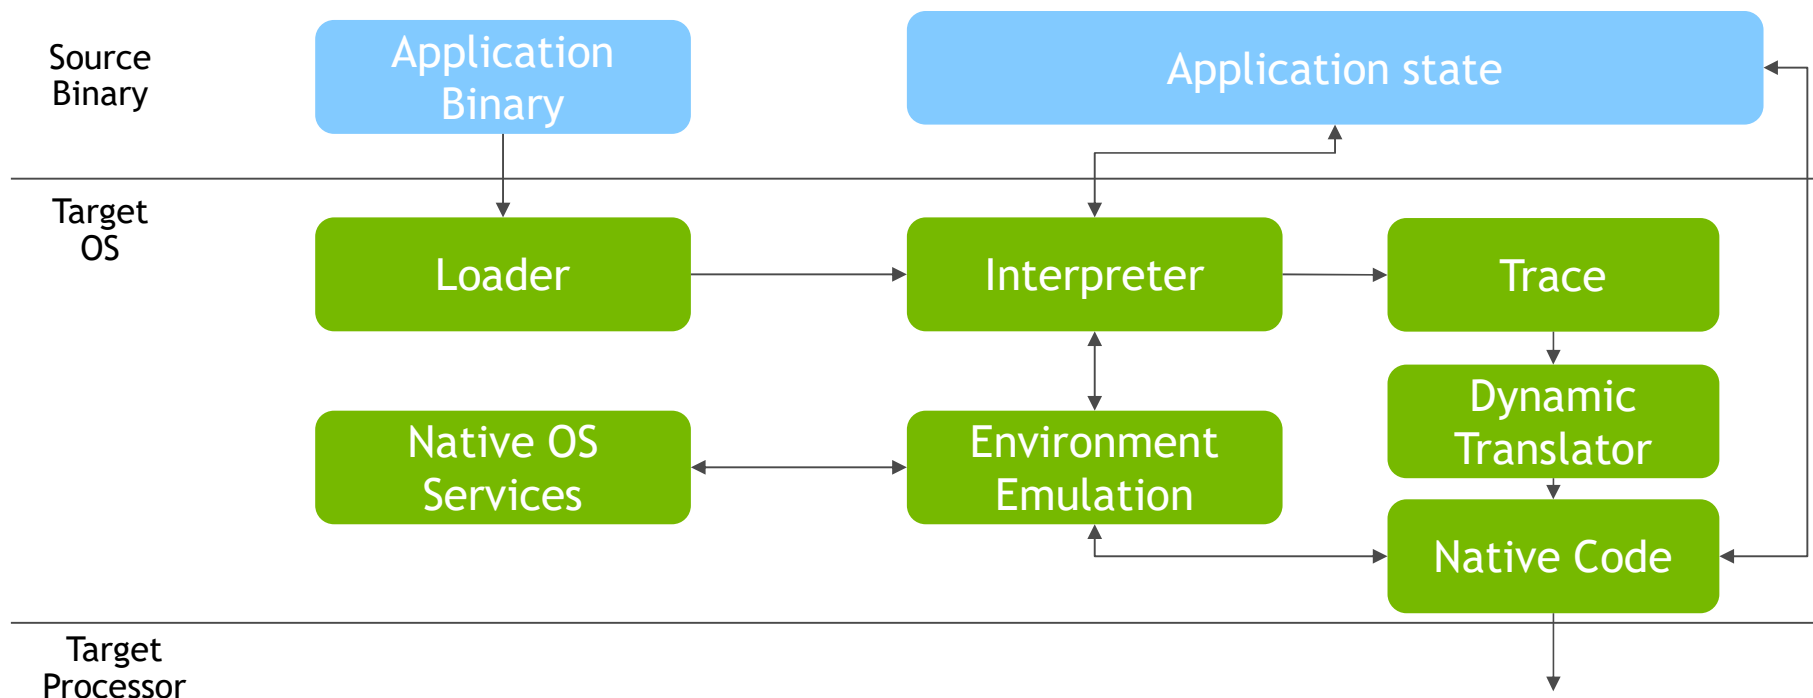 Source
Binary
Application
Binary
Application state
Target
OS
Loader
Interpreter
Trace
Native OS
Services
Environment
Emulation
Dynamic
Translator
Native Code
Target
Processor